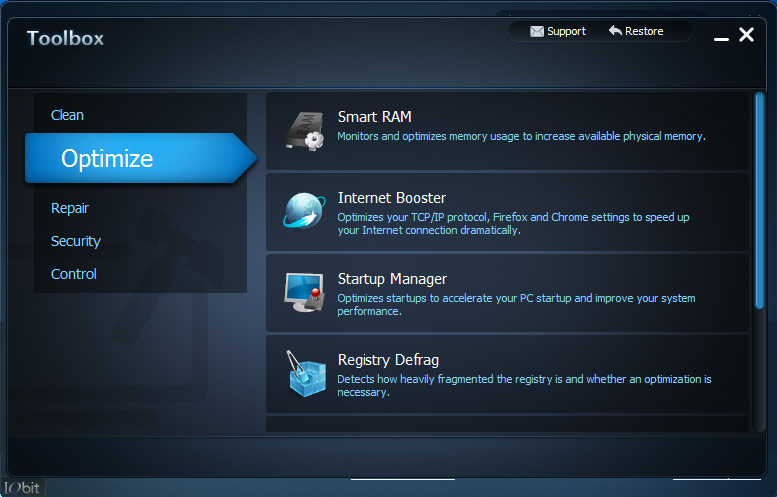 Toolbox
Support
Restore
Clean
Optimize
Repair
Security
Control
Smart RAM
Monitors and optimizes memory usage to increase available physical memory.
Internet Booster
Optimizes your TCP/IP protocol, Firefox and Chrome settings to speed up
your Internet connection dramatically.
Startup Manager
Optimizes startups to accelerate your PC startup and improve your system
performance.
Registry Defrag
Detects how heavily fragmented the registry is and whether an optimization is
necessary.
RAM
IObit